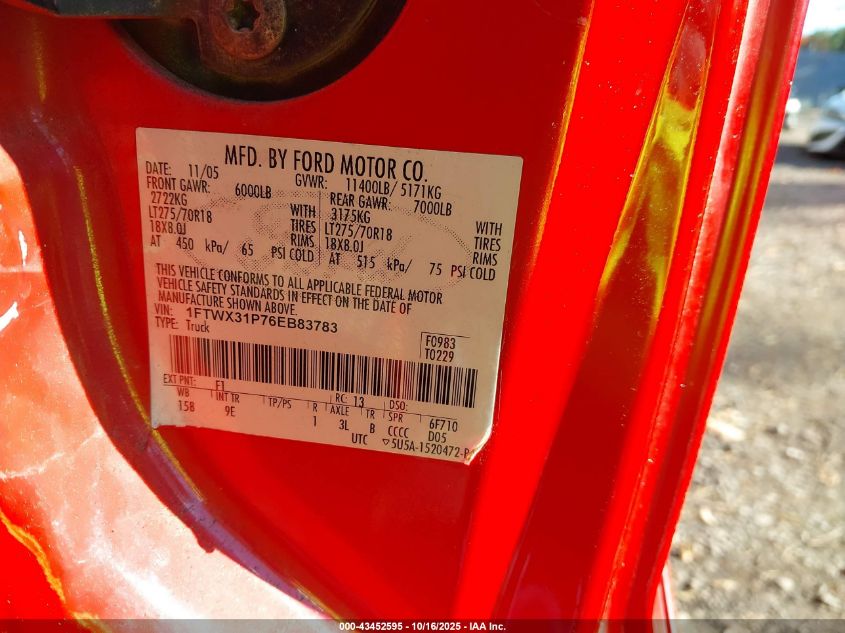 MFD. BY FORD MOTOR CO.
DATE: 11/05 GVWR: 11400LB/ 5171KG
FRONT GAWR: 6000LB REAR GAWR: 7000LB
2722KG WITH 3175KG WITH
LT275/70R18 TIRES LT275/70R18 TIRES
18X8.0J RIMS 18X8.0J RIMS
AT 450 kPa/ 65 PSI COLD AT 515 kPa/ 75 PSI COLD
THIS VEHICLE CONFORMS TO ALL APPLICABLE FEDERAL MOTOR
VEHICLE SAFETY STANDARDS IN EFFECT ON THE DATE OF
MANUFACTURE SHOWN ABOVE.
VIN: 1FTWX31P76EB83783
TYPE: Truck
F0983
T0229
EXT PNT: F1 RC: 13 DSO:
WB INT TR TP/PS R AXLE TR SPR 6F710
15B 9E 1 3L B CCCC D05
UTC ▽5U5A-1520472-P
000-43452595 - 10/16/2025 - IAA Inc.